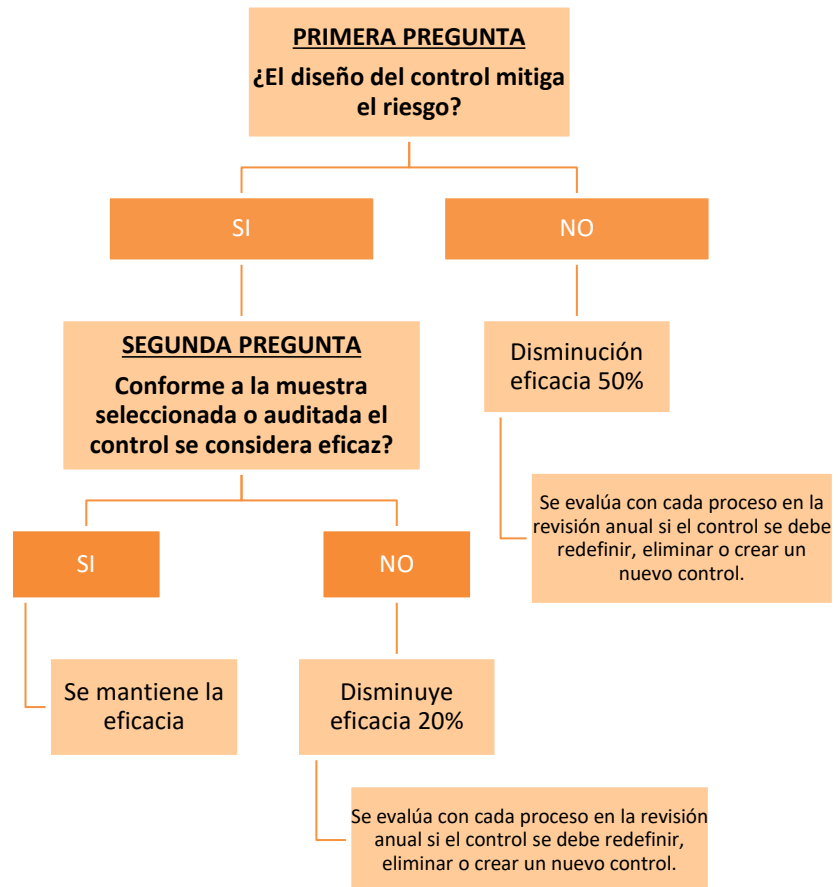 PRIMERA PREGUNTA
¿El diseño del control mitiga
el riesgo?
SI
NO
SEGUNDA PREGUNTA
Conforme a la muestra
seleccionada o auditada el
control se considera eficaz?
Disminución
eficacia 50%
Se evalúa con cada proceso en la
revisión anual si el control se debe
redefinir, eliminar o crear un
nuevo control.
SI
NO
Se mantiene la
eficacia
Disminuye
eficacia 20%
Se evalúa con cada proceso en la revisión
anual si el control se debe redefinir,
eliminar o crear un nuevo control.